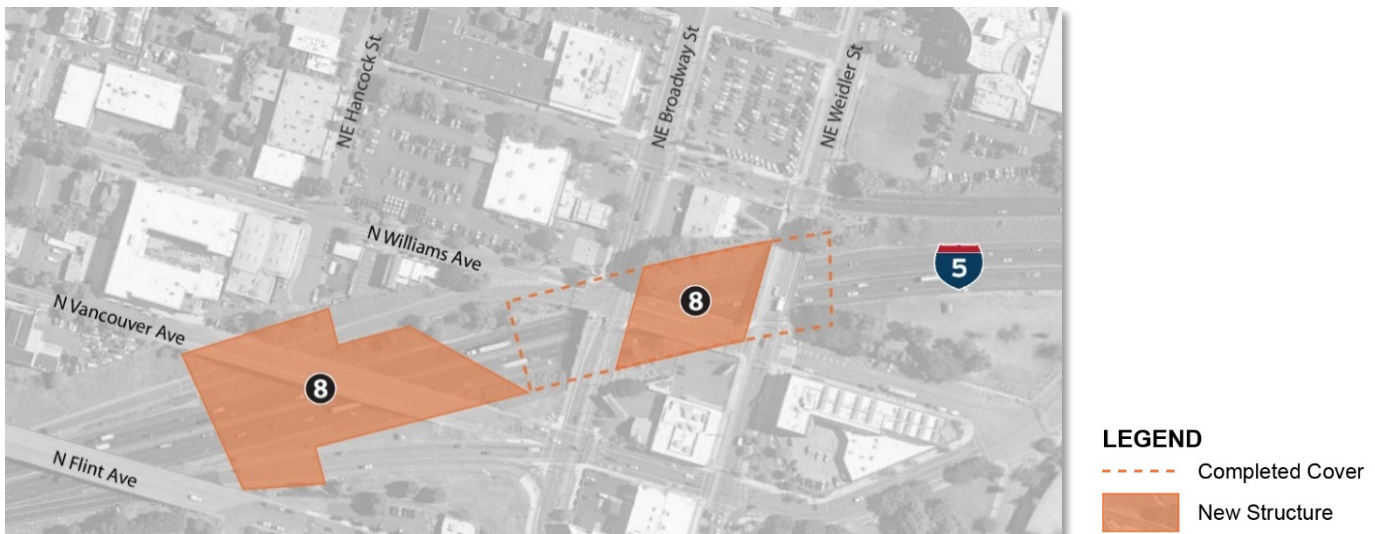 NE Hancock St
NE Broadway St
NE Weidler St
N Williams Ave
5
8
N Vancouver Ave
8
N Flint Ave
LEGEND
Completed Cover
New Structure